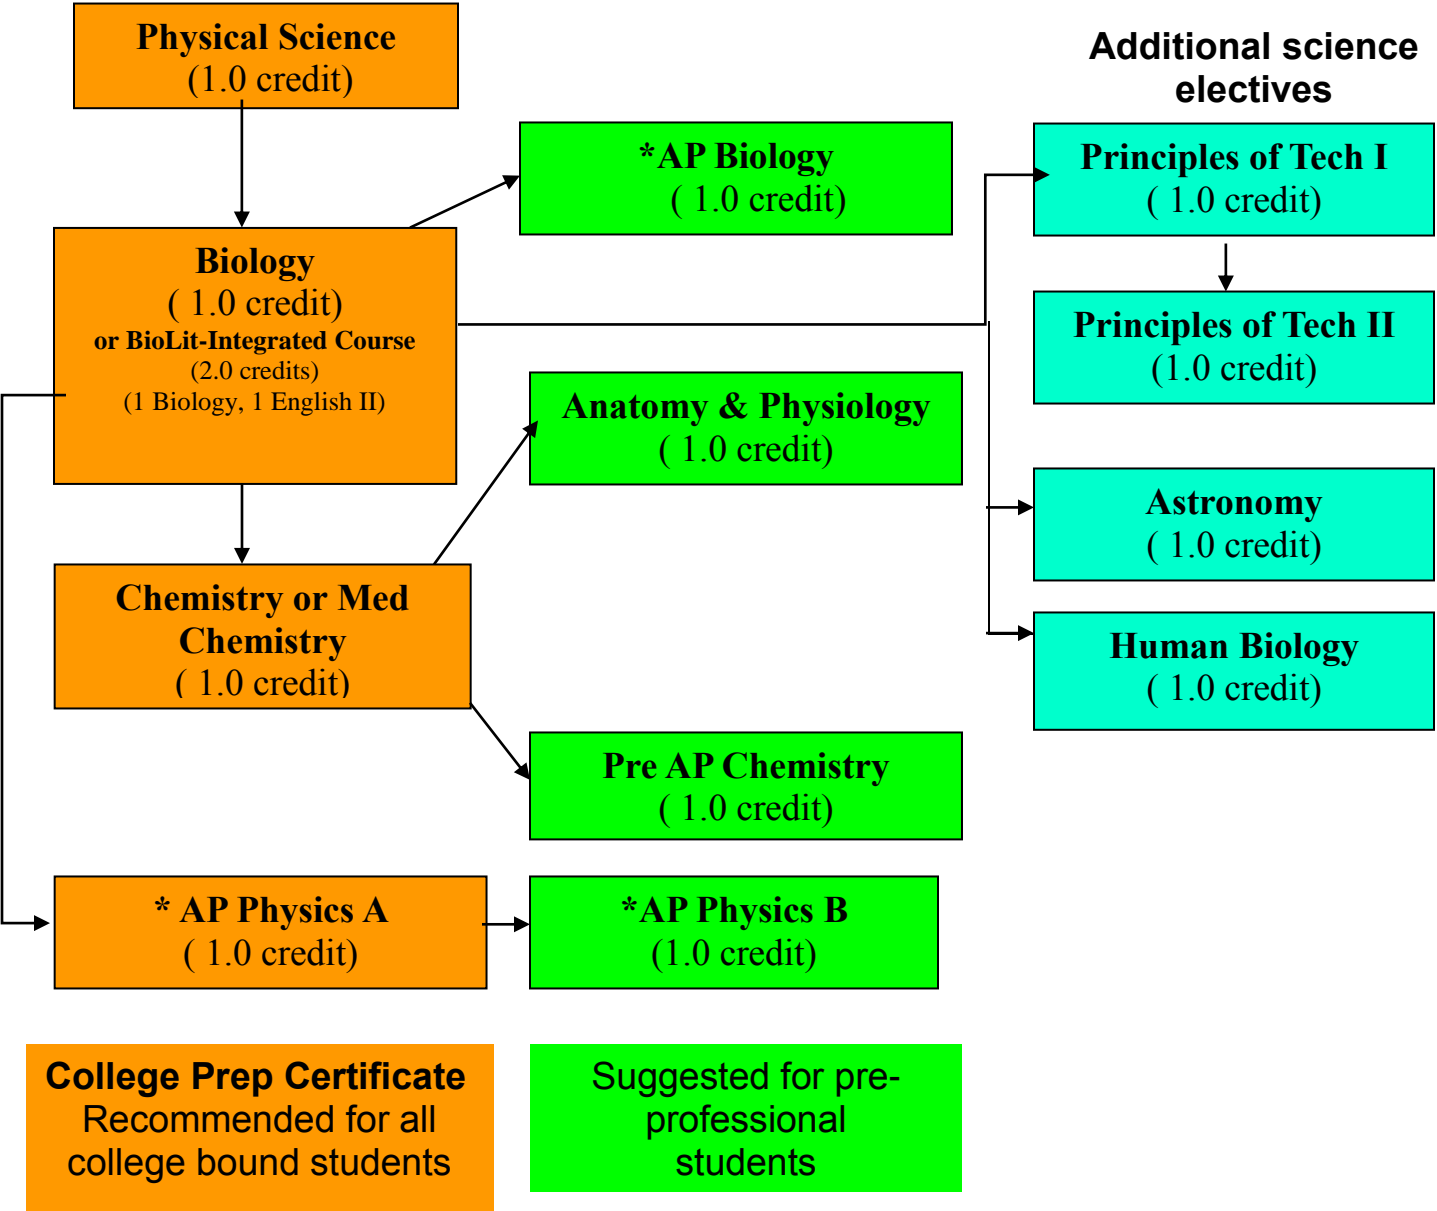 Physical Science
(1.0 credit)
Additional science
electives
*AP Biology
( 1.0 credit)
Principles of Tech I
( 1.0 credit)
Biology
( 1.0 credit)
or BioLit-Integrated Course
(2.0 credits)
(1 Biology, 1 English II)
Principles of Tech II
(1.0 credit)
Anatomy & Physiology
( 1.0 credit)
Astronomy
( 1.0 credit)
Chemistry or Med
Chemistry
( 1.0 credit)
Human Biology
( 1.0 credit)
Pre AP Chemistry
( 1.0 credit)
* AP Physics A
( 1.0 credit)
*AP Physics B
(1.0 credit)
College Prep Certificate
Recommended for all
college bound students
Suggested for pre-
professional
students